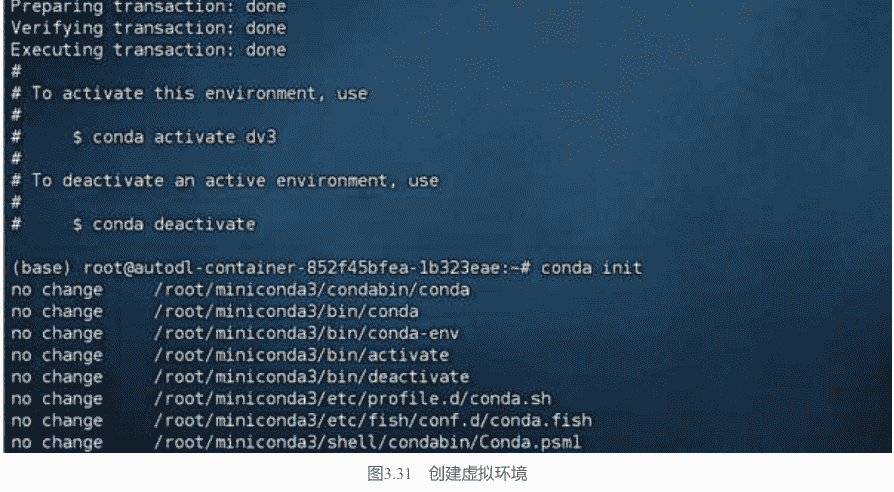 Preparing transaction: done
Verifying transaction: done
Executing transaction: done
#
# To activate this environment, use
#
#     $ conda activate dv3
#
# To deactivate an active environment, use
#
#     $ conda deactivate
(base) root@autodl-container-852f45bfea-1b323eae:~# conda init
no change     /root/miniconda3/condabin/conda
no change     /root/miniconda3/bin/conda
no change     /root/miniconda3/bin/conda-env
no change     /root/miniconda3/bin/activate
no change     /root/miniconda3/bin/deactivate
no change     /root/miniconda3/etc/profile.d/conda.sh
no change     /root/miniconda3/etc/fish/conf.d/conda.fish
no change     /root/miniconda3/shell/condabin/Conda.psm1
图3.31 创建虚拟环境